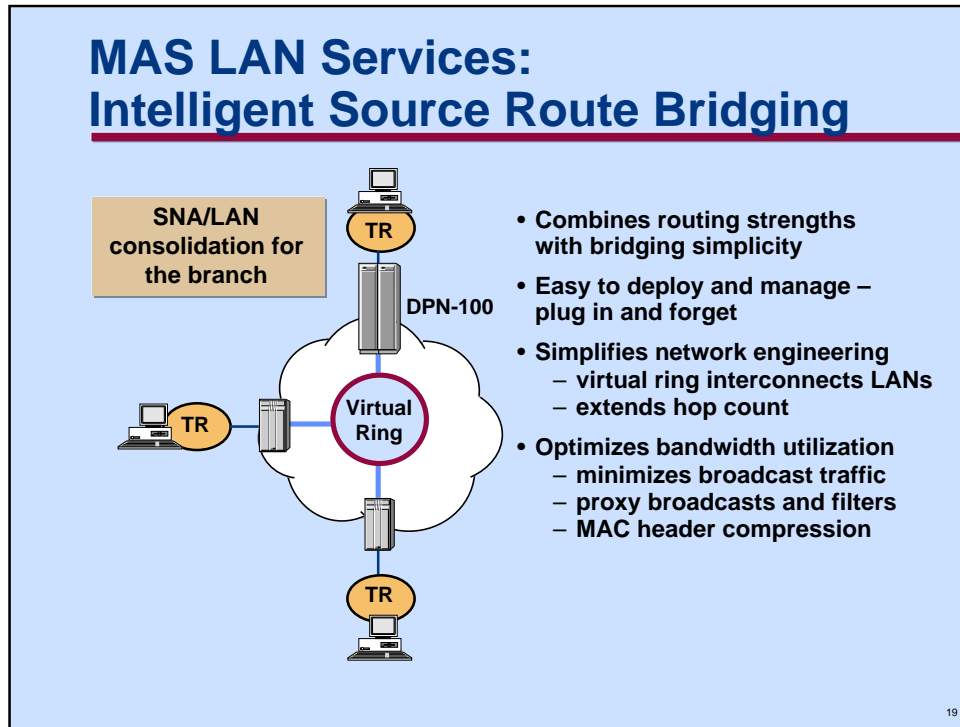 MAS LAN Services:
Intelligent Source Route Bridging
SNA/LAN
consolidation for
the branch
TR
DPN-100
TR
Virtual
Ring
TR
• Combines routing strengths
with bridging simplicity
• Easy to deploy and manage –
plug in and forget
• Simplifies network engineering
– virtual ring interconnects LANs
– extends hop count
• Optimizes bandwidth utilization
– minimizes broadcast traffic
– proxy broadcasts and filters
– MAC header compression
19